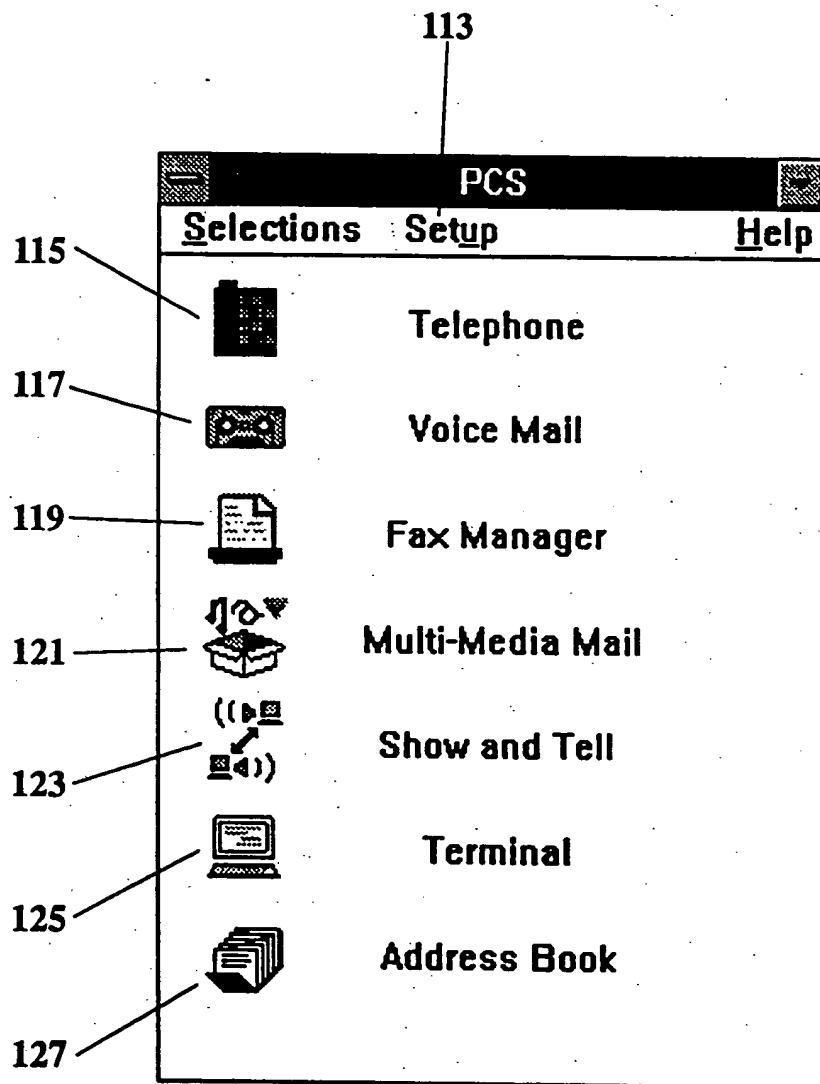 113
PCS
Selections Setup Help
115
Telephone
117
Voice Mail
119
Fax Manager
121
Multi-Media Mail
123
Show and Tell
125
Terminal
127
Address Book